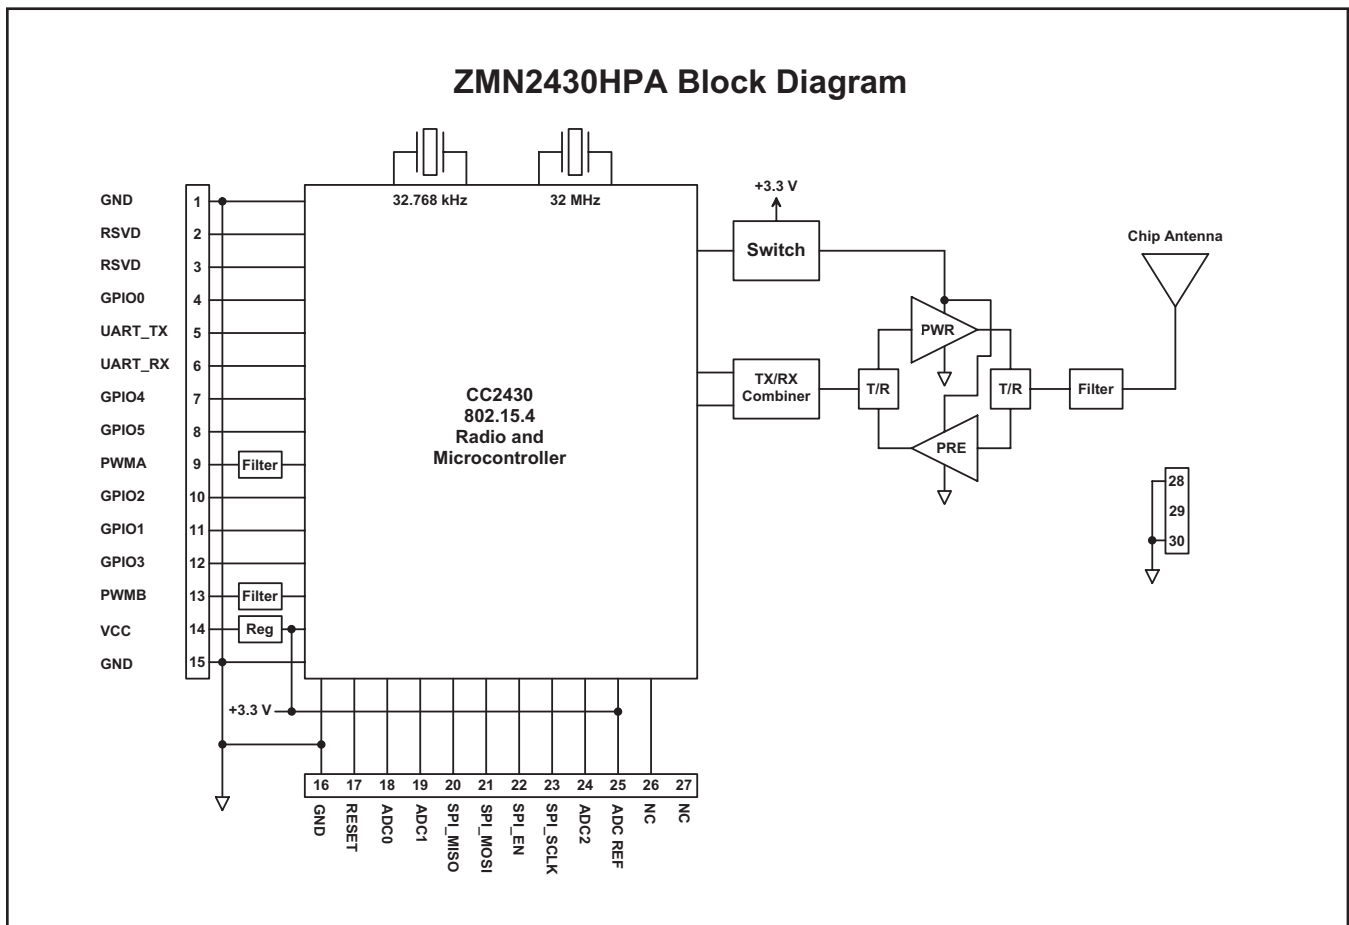 ZMN2430HPA Block Diagram
32.768 kHz
32 MHz
GND 1
RSVD 2
RSVD 3
GPIO0 4
UART_TX 5
UART_RX 6
GPIO4 7
GPIO5 8
PWMA 9 Filter
GPIO2 10
GPIO1 11
GPIO3 12
PWMB 13 Filter
VCC 14 Reg
GND 15
+3.3 V
CC2430
802.15.4
Radio and
Microcontroller
+3.3 V
Switch
TX/RX
Combiner
T/R
PWR
PRE
T/R
Filter
Chip Antenna
28
29
30
16 17 18 19 20 21 22 23 24 25 26 27
GND
RESET
ADC0
ADC1
SPI_MISO
SPI_MOSI
SPI_EN
SPI_SCLK
ADC2
ADC REF
NC
NC